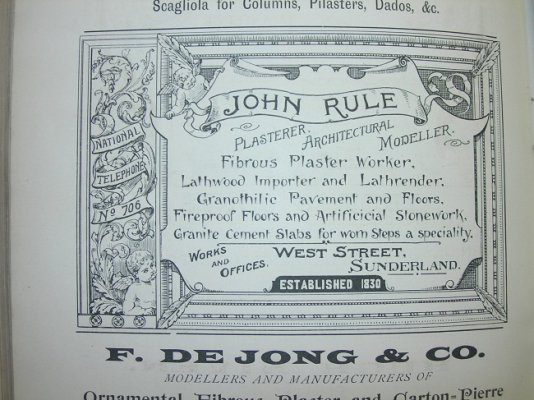 Scagliola for Columns, Pilasters, Dados, &c.
JOHN RULE
PLASTERER, ARCHITECTURAL MODELLER.
Fibrous Plaster Worker,
Lathwood Importer and Lathrender,
Granothilic Pavement and Floors,
Fireproof Floors and Artificicial Stonework,
Granite Cement Slabs for worn Steps a speciality.
WORKS AND OFFICES,
WEST STREET,
SUNDERLAND.
ESTABLISHED 1830
NATIONAL
TELEPHONE
No 706
F. DE JONG & CO.
MODELLERS AND MANUFACTURERS OF
Ornamental Fibrous Plaster and Carton-Pierre